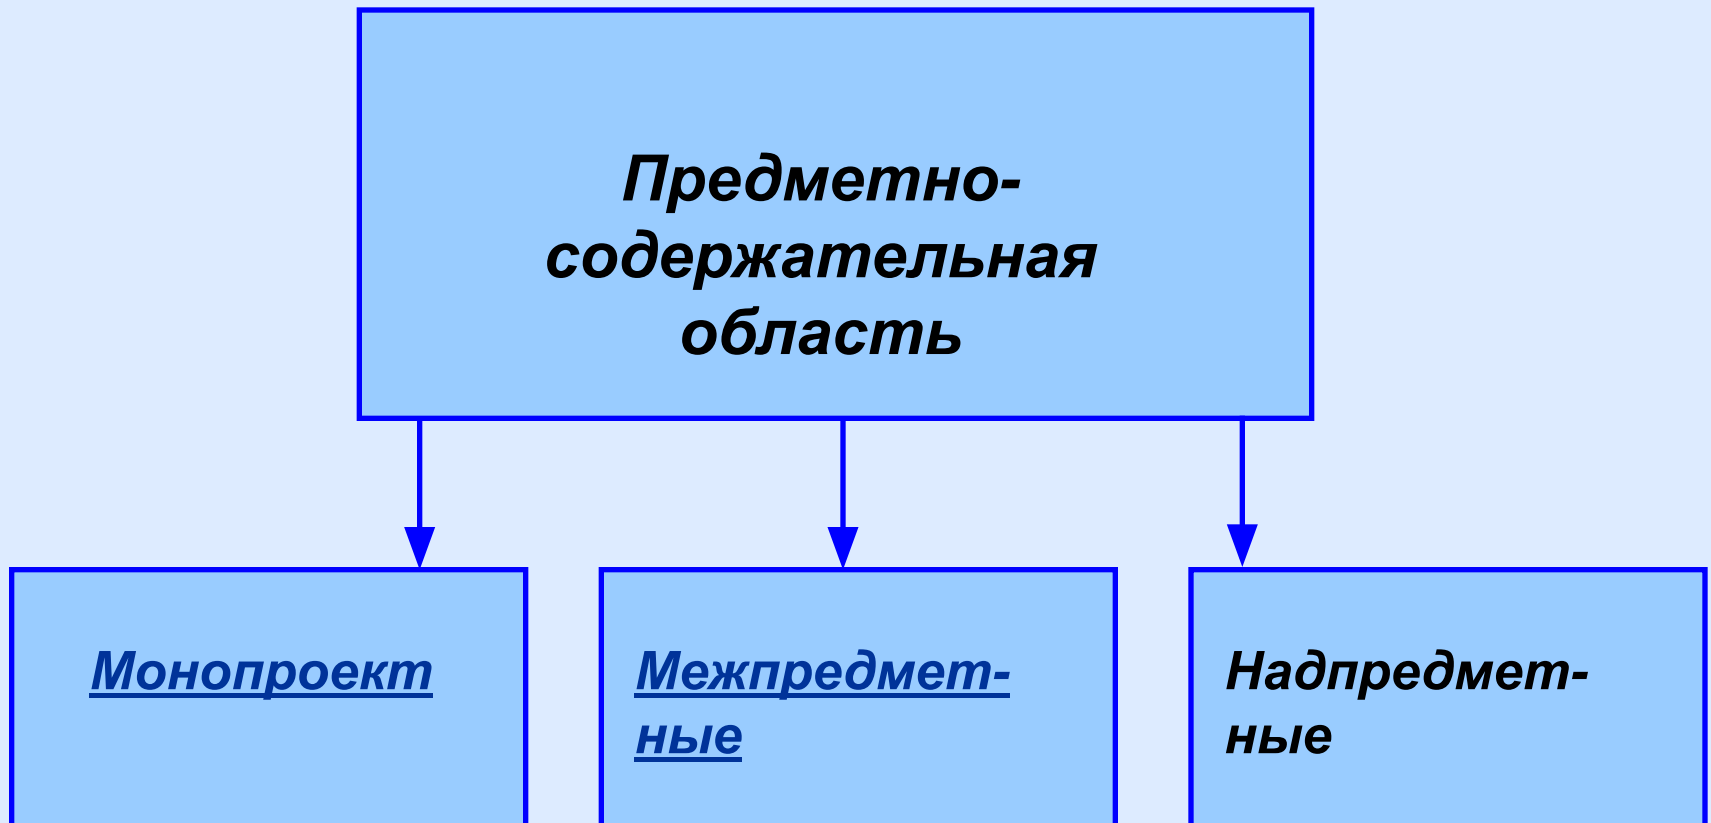 Предметно-
содержательная
область
Монопроект
Межпредмет-
ные
Надпредмет-
ные